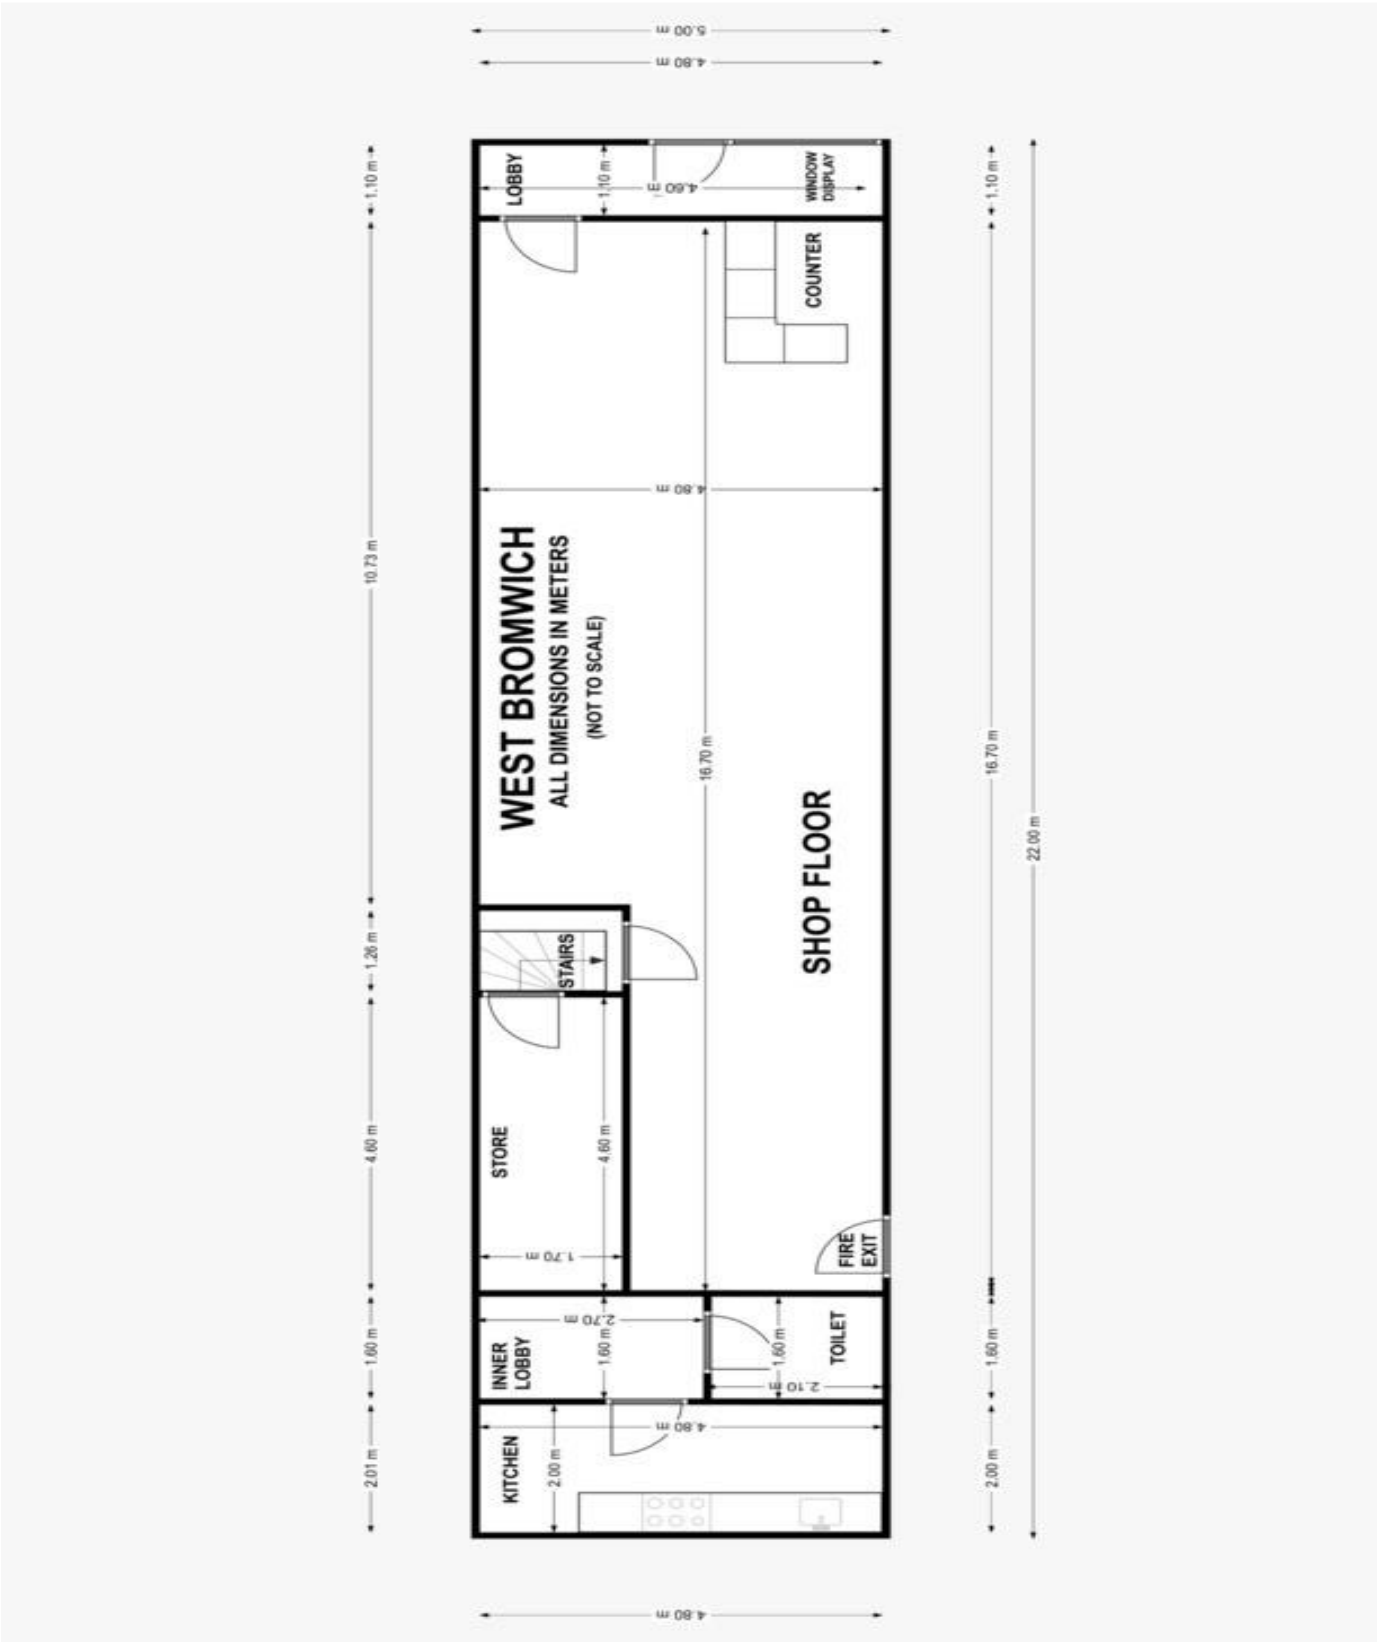 5.00 m
4.80 m
LOBBY
1.10 m
4.60 m
WINDOW
DISPLAY
1.10 m
1.10 m
COUNTER
4.80 m
WEST BROMWICH
ALL DIMENSIONS IN METERS
(NOT TO SCALE)
10.73 m
16.70 m
16.70 m
22.00 m
SHOP FLOOR
STAIRS
1.26 m
STORE
4.60 m
4.60 m
1.70 m
FIRE
EXIT
INNER
LOBBY
2.70 m
1.60 m
1.60 m
1.60 m
TOILET
2.10 m
1.60 m
KITCHEN
4.80 m
2.00 m
2.01 m
2.00 m
4.80 m